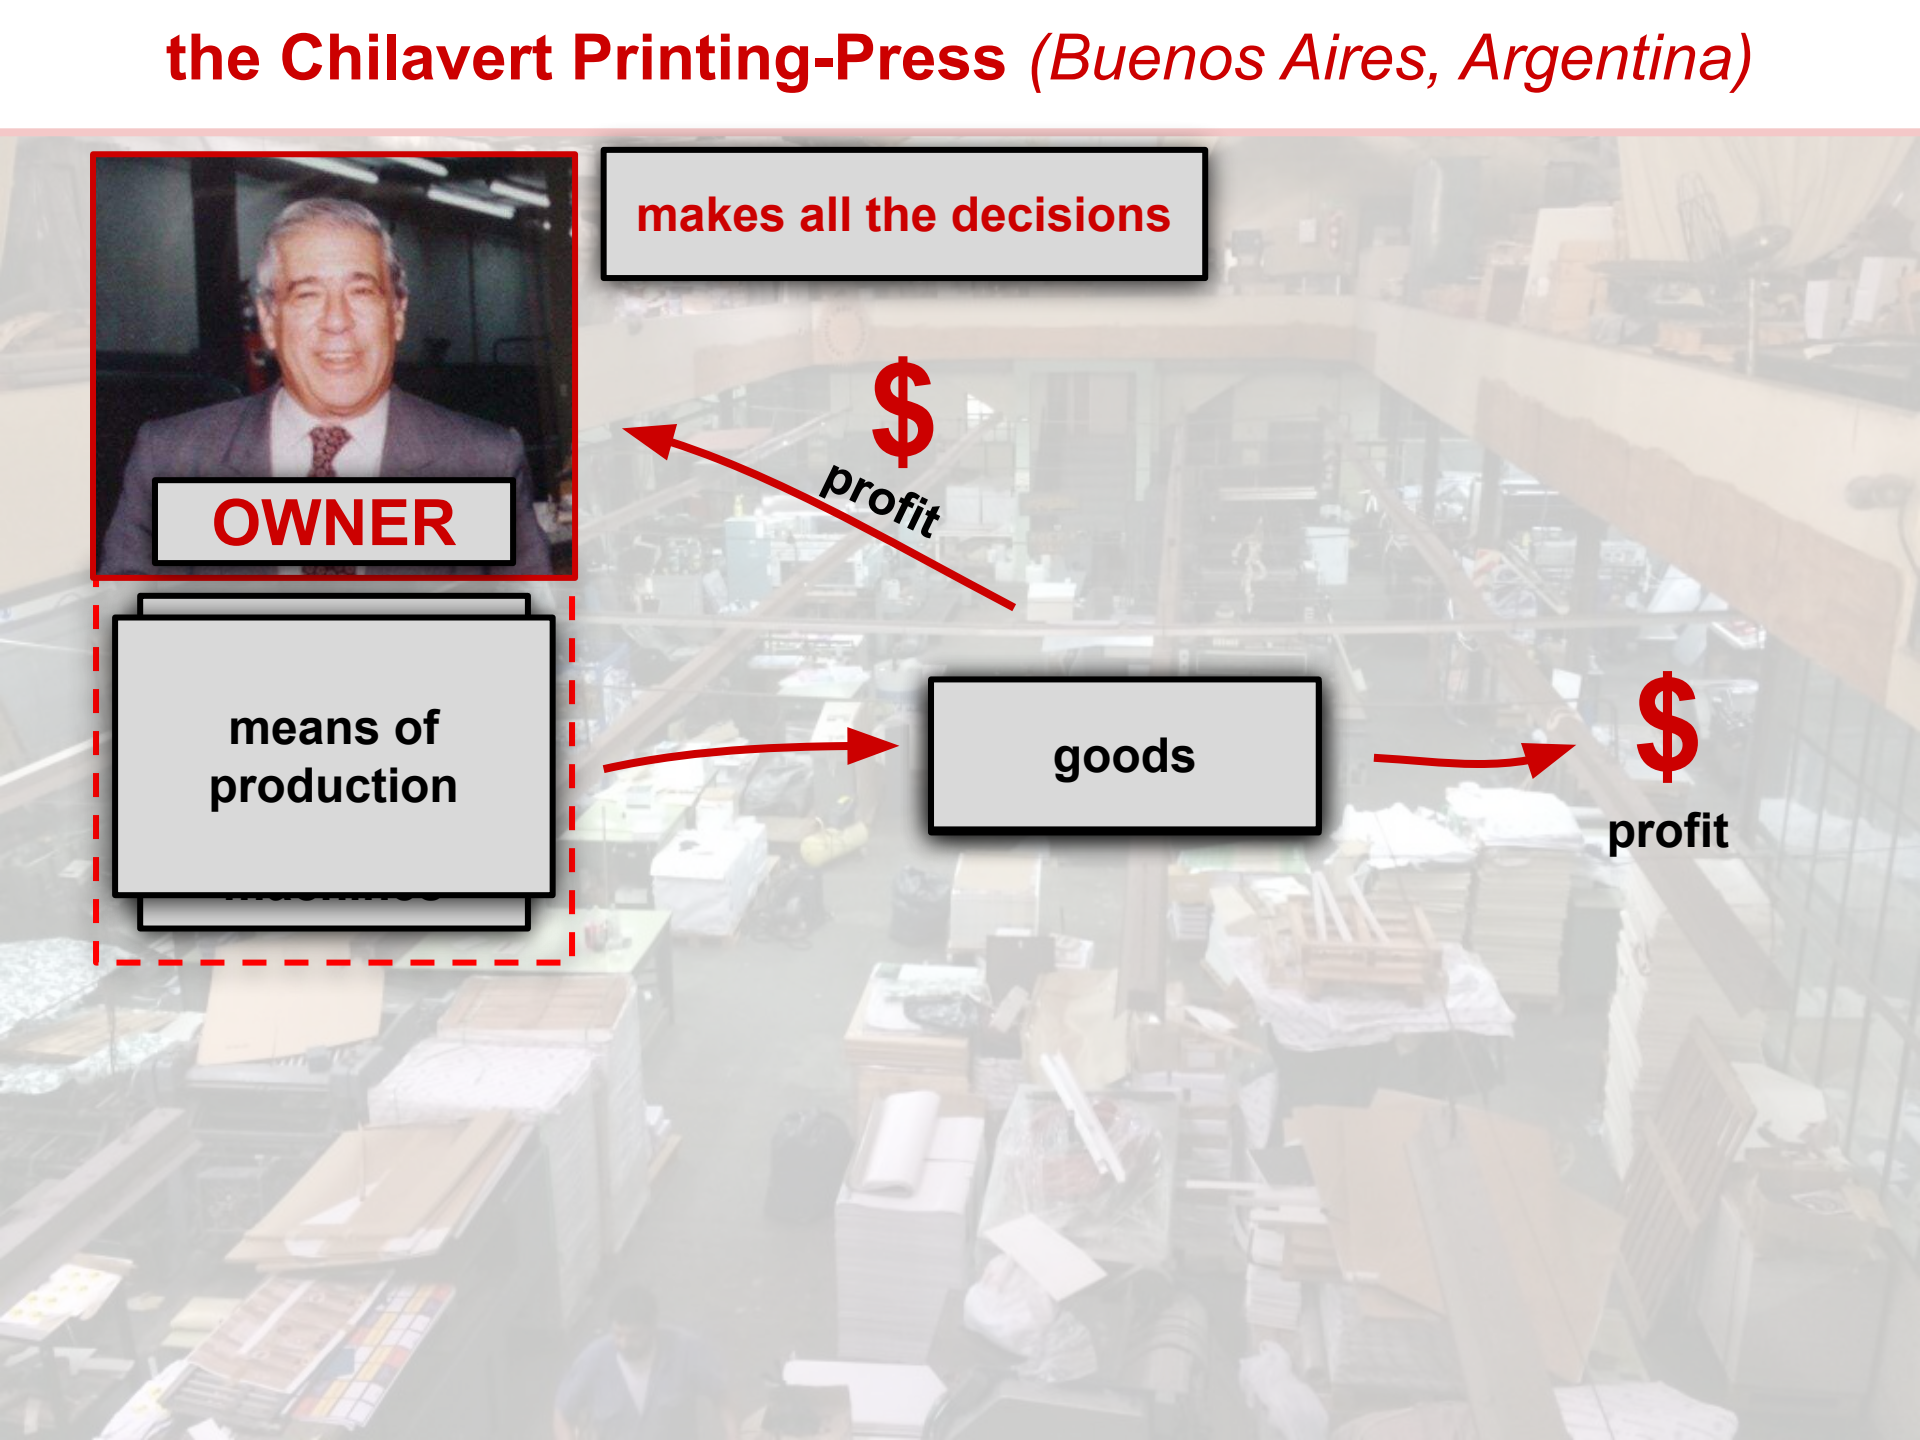 the Chilavert Printing-Press (Buenos Aires, Argentina)
makes all the decisions
$
profit
OWNER
means of
production
goods
$
profit